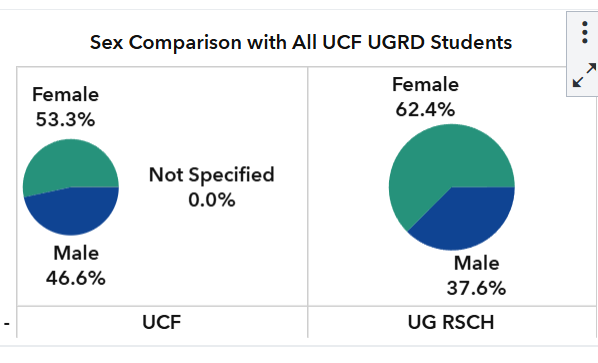 Sex Comparison with All UCF UGRD Students
Female
53.3%
Not Specified
0.0%
Male
46.6%
Female
62.4%
Male
37.6%
- UCF
UG RSCH